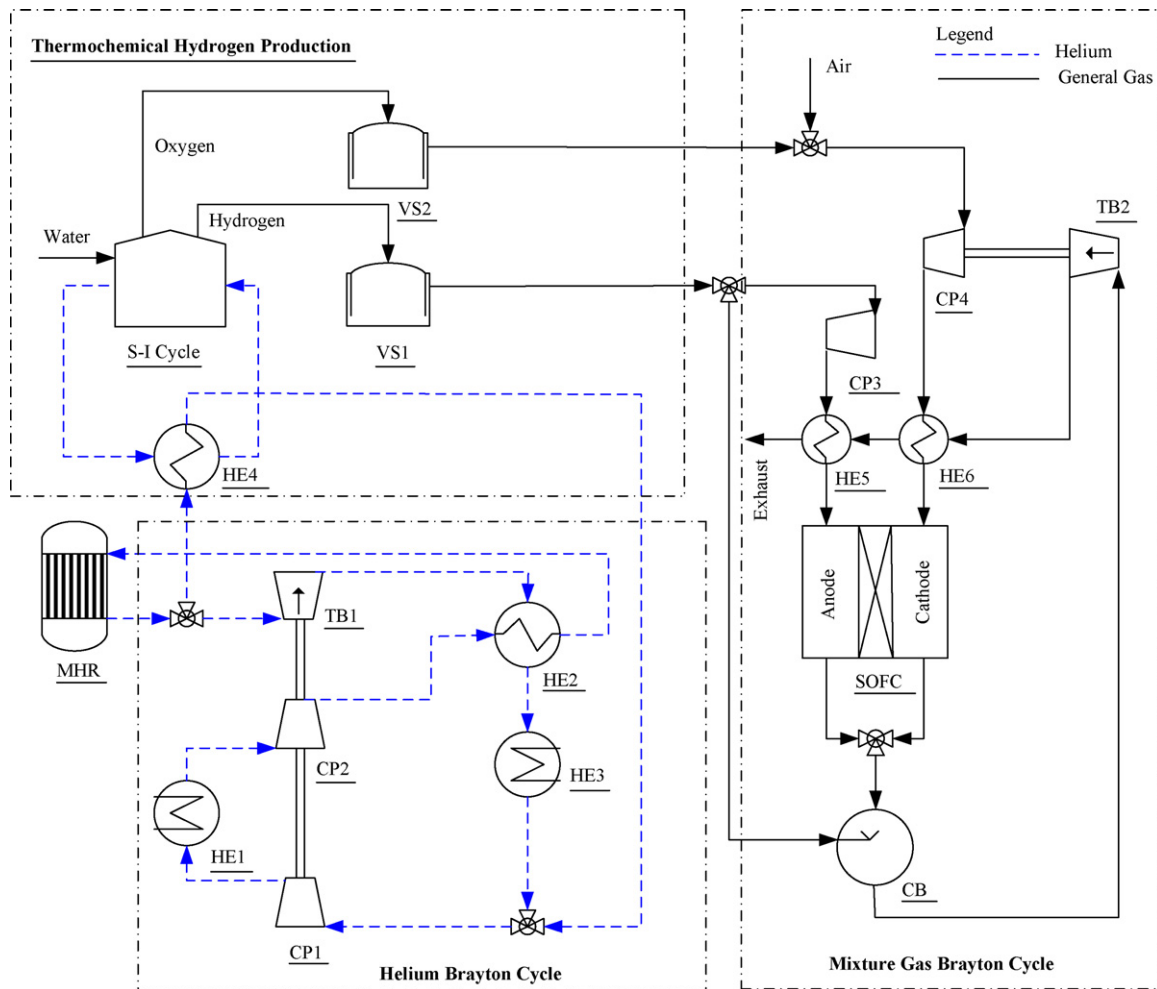 Thermochemical Hydrogen Production
Legend
Helium
General Gas
Air
Oxygen
VS2
Hydrogen
Water
TB2
CP4
S-I Cycle
VS1
CP3
HE4
HE5
HE6
Exhaust
Anode
Cathode
TB1
MHR
HE2
SOFC
CP2
HE3
HE1
CB
CP1
Helium Brayton Cycle
Mixture Gas Brayton Cycle